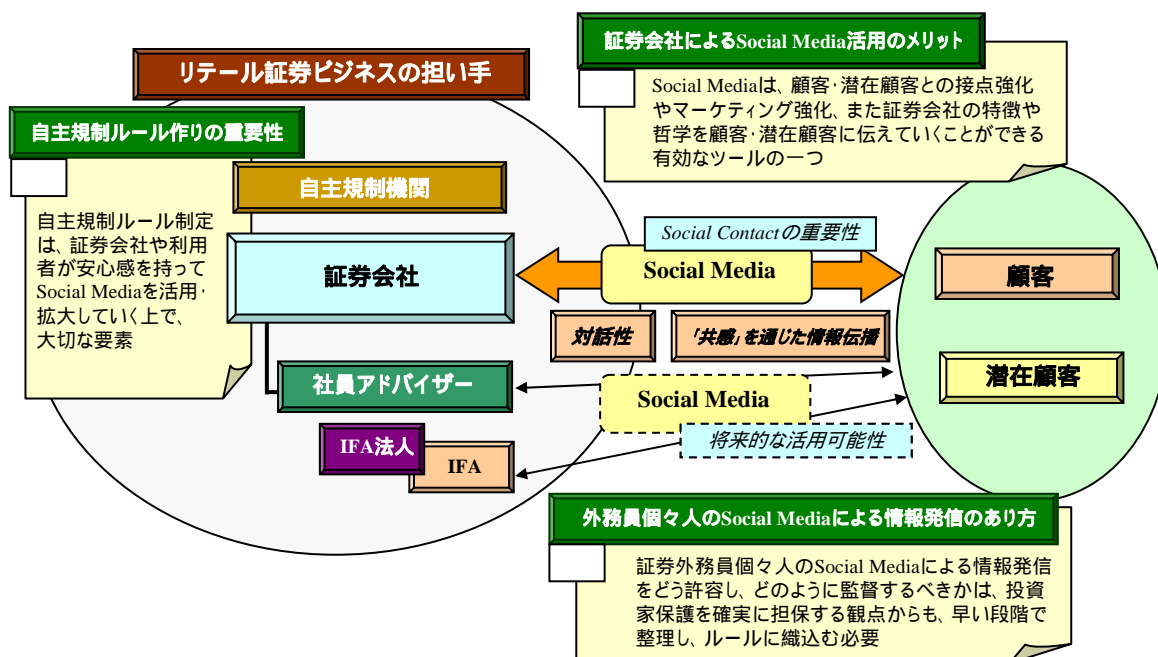 証券会社によるSocial Media活用のメリット
Social Mediaは、顧客・潜在顧客との接点強化
やマーケティング強化、また証券会社の特徴や
哲学を顧客・潜在顧客に伝えていくことができる
有効なツールの一つ
リテール証券ビジネスの担い手
自主規制ルール作りの重要性
自主規制ルール制定
は、証券会社や利用
者が安心感を持って
Social Mediaを活用・
拡大していく上で、
大切な要素
自主規制機関
証券会社
Social Contactの重要性
Social Media
対話性
「共感」を通じた情報伝播
顧客
潜在顧客
社員アドバイザー
Social Media
将来的な活用可能性
IFA法人
IFA
外務員個々人のSocial Mediaによる情報発信のあり方
証券外務員個々人のSocial Mediaによる情報発信
をどう許容し、どのように監督するべきかは、投資
家保護を確実に担保する観点からも、早い段階で
整理し、ルールに織込む必要